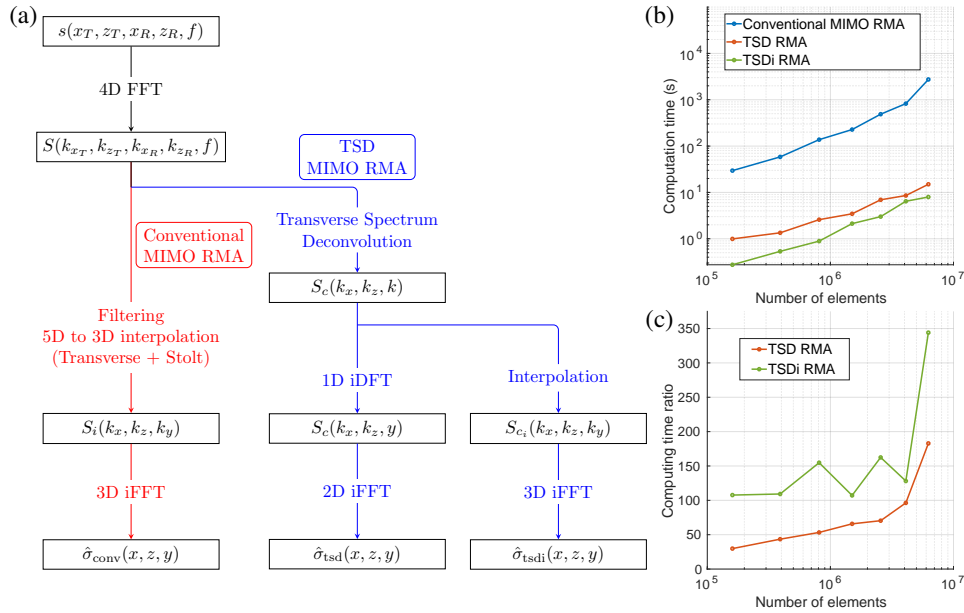 (a)
s(x_T, z_T, x_R, z_R, f)
4D FFT
S(k_{x_T}, k_{z_T}, k_{x_R}, k_{z_R}, f)
TSD
MIMO RMA
Conventional
MIMO RMA
Transverse Spectrum
Deconvolution
S_c(k_x, k_z, k)
Filtering
5D to 3D interpolation
(Transverse + Stolt)
1D iDFT
Interpolation
S_i(k_x, k_z, k_y)
S_c(k_x, k_z, y)
S_{c_i}(k_x, k_z, k_y)
3D iFFT
2D iFFT
3D iFFT
σ̂_conv(x, z, y)
σ̂_tsd(x, z, y)
σ̂_tsdi(x, z, y)
(b)
Conventional MIMO RMA
TSD RMA
TSDi RMA
Computation time (s)
10^4
10^3
10^2
10^1
10^0
10^5
10^6
10^7
Number of elements
(c)
TSD RMA
TSDi RMA
Computing time ratio
350
300
250
200
150
100
50
0
10^5
10^6
10^7
Number of elements